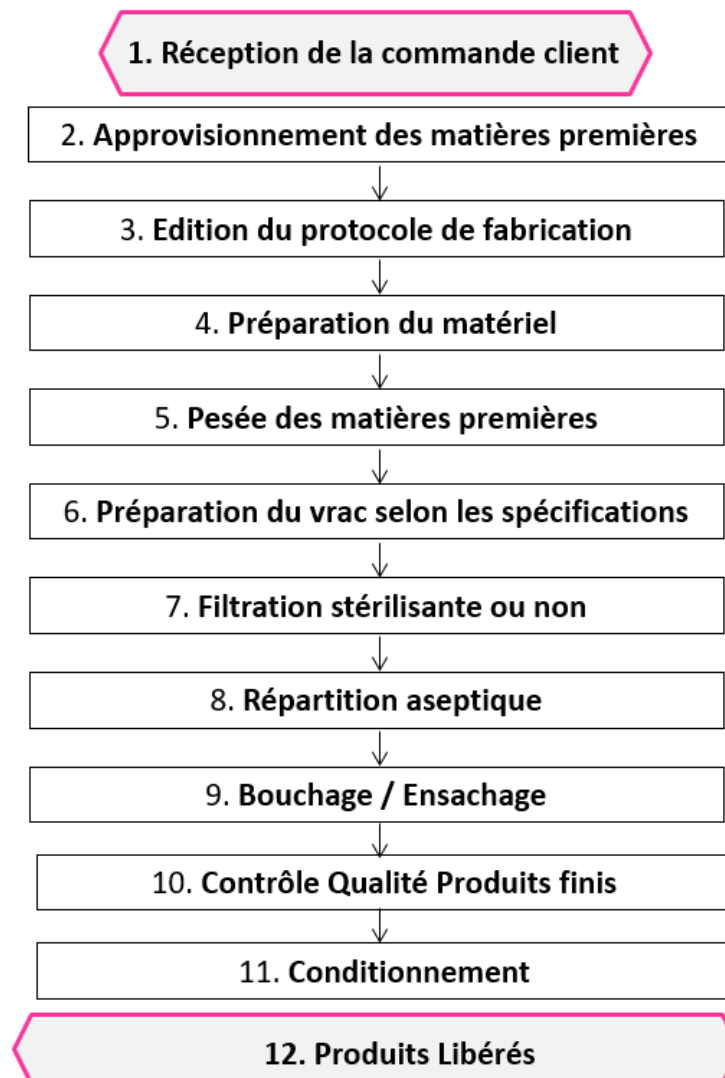 1. Réception de la commande client
2. Approvisionnement des matières premières
3. Edition du protocole de fabrication
4. Préparation du matériel
5. Pesée des matières premières
6. Préparation du vrac selon les spécifications
7. Filtration stérilisante ou non
8. Répartition aseptique
9. Bouchage / Ensachage
10. Contrôle Qualité Produits finis
11. Conditionnement
12. Produits Libérés